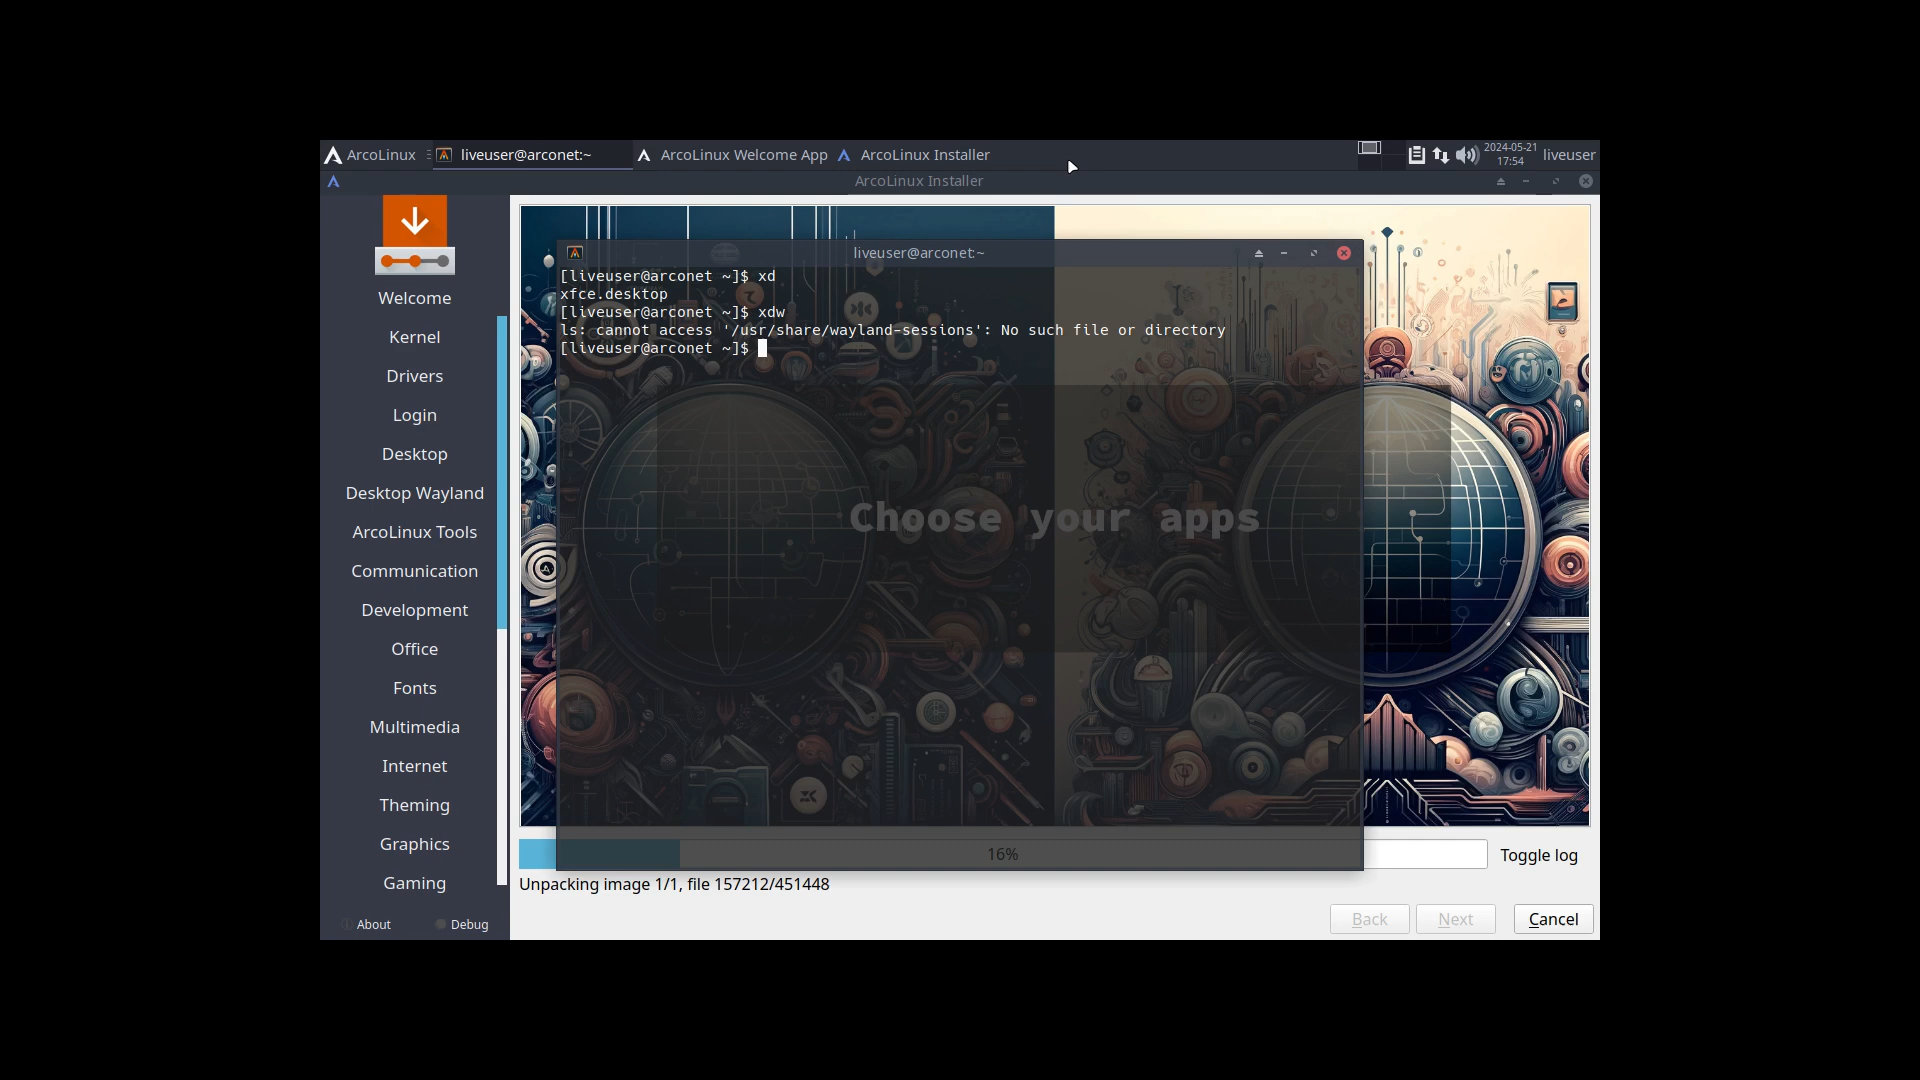 ArcoLinux
liveuser@arconet:~
ArcoLinux Welcome App
ArcoLinux Installer
2024-05-21
17:54
liveuser
ArcoLinux Installer
Welcome
Kernel
Drivers
Login
Desktop
Desktop Wayland
ArcoLinux Tools
Communication
Development
Office
Fonts
Multimedia
Internet
Theming
Graphics
Gaming
About
Debug
liveuser@arconet:~
[liveuser@arconet ~]$ xd
xfce.desktop
[liveuser@arconet ~]$ xdw
ls: cannot access '/usr/share/wayland-sessions': No such file or directory
[liveuser@arconet ~]$
Choose your apps
16%
Toggle log
Unpacking image 1/1, file 157212/451448
Back
Next
Cancel